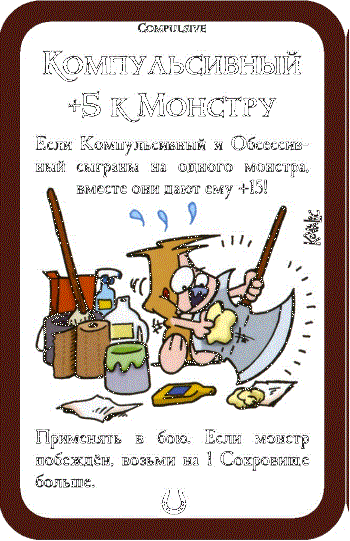 Compulsive
Компульсивный
+5 к Монстру
Если Компульсивный и Обсессив-
ный сыграны на одного монстра,
вместе они дают ему +15!
Применять в бою. Если монстр
побеждён, возьми на 1 Сокровище
больше.